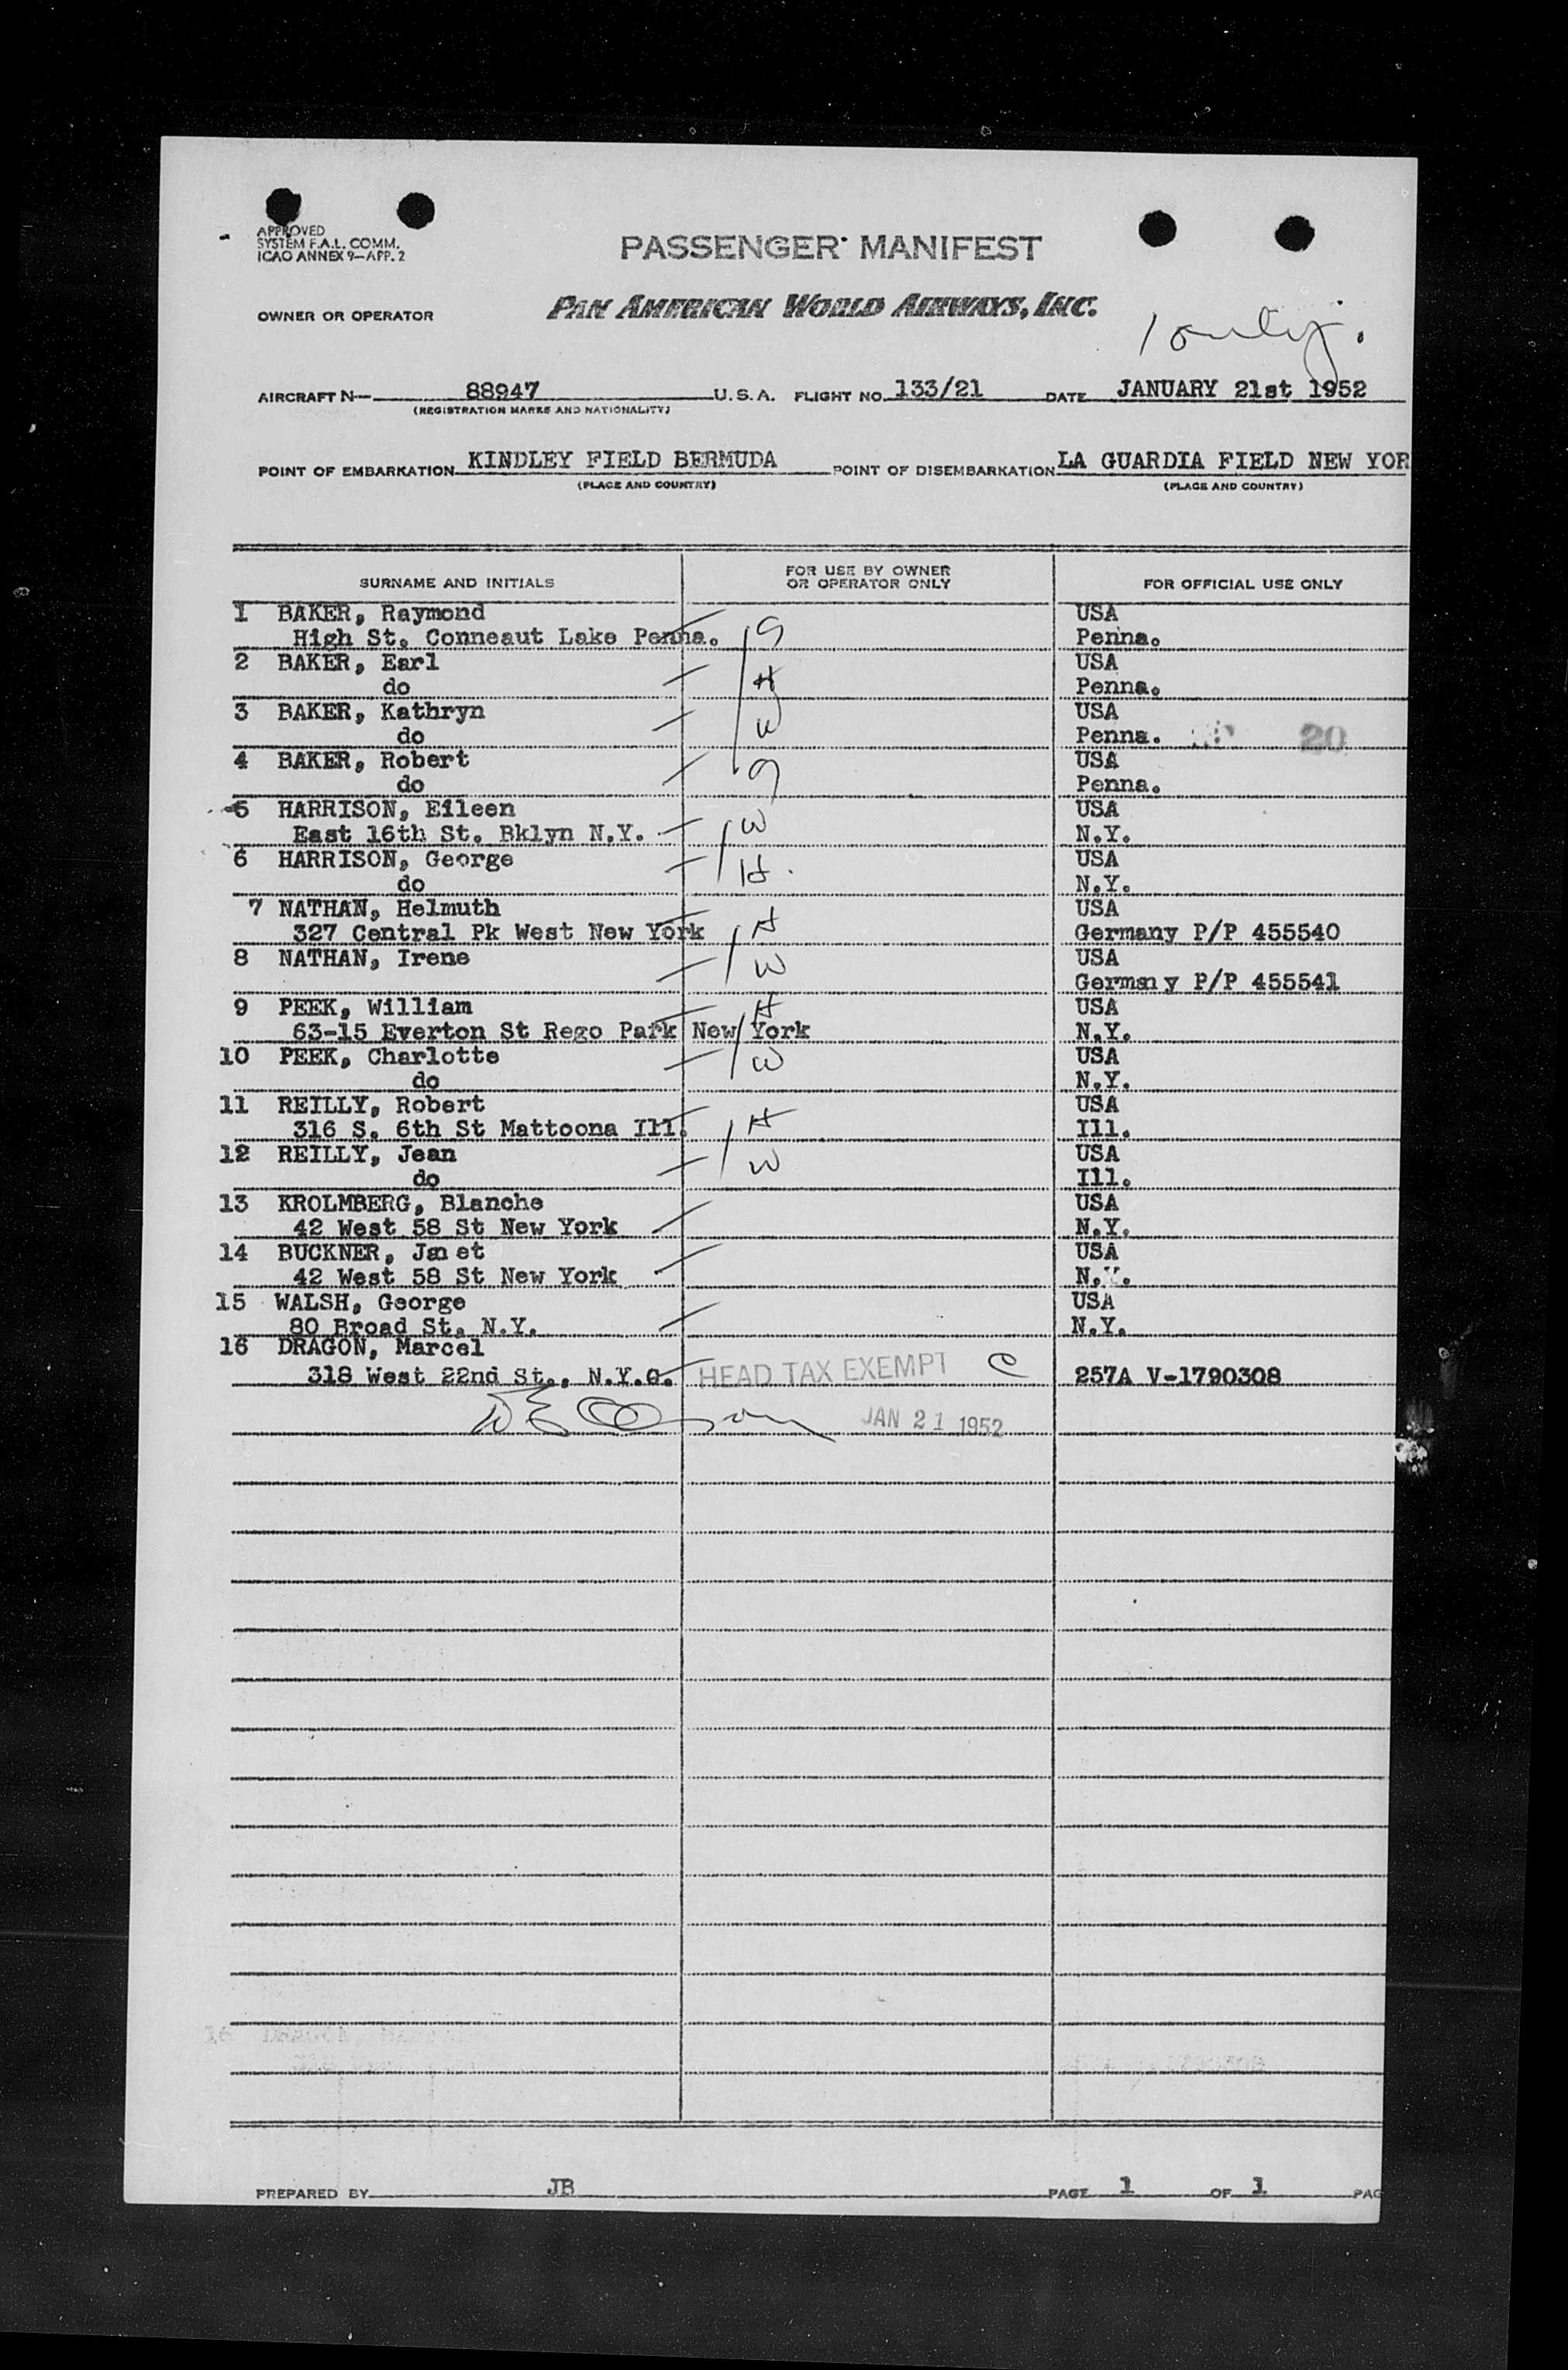 APPROVED
SYSTEM F.A.L. COMM.
ICAO ANNEX 9-APP. 2
PASSENGER MANIFEST
OWNER OR OPERATOR PAN AMERICAN WORLD AIRWAYS, INC.
1 only.
AIRCRAFT N— 88947 U.S.A. FLIGHT NO. 133/21 DATE JANUARY 21st 1952
(REGISTRATION MARKS AND NATIONALITY)
POINT OF EMBARKATION KINDLEY FIELD BERMUDA POINT OF DISEMBARKATION LA GUARDIA FIELD NEW YOR
(PLACE AND COUNTRY) (PLACE AND COUNTRY)
SURNAME AND INITIALS FOR USE BY OWNER OR OPERATOR ONLY FOR OFFICIAL USE ONLY
1 BAKER, Raymond USA
High St. Conneaut Lake Penna. Penna.
2 BAKER, Earl USA
do H Penna.
3 BAKER, Kathryn USA
do W Penna. 20
4 BAKER, Robert USA
do Penna.
5 HARRISON, Eileen USA
East 16th St. Bklyn N.Y. W N.Y.
6 HARRISON, George USA
do H. N.Y.
7 NATHAN, Helmuth USA
327 Central Pk West New York H Germany P/P 455540
8 NATHAN, Irene USA
W Germany P/P 455541
9 PEEK, William H USA
63-15 Everton St Rego Park New York N.Y.
10 PEEK, Charlotte USA
do W N.Y.
11 REILLY, Robert USA
316 S. 6th St Mattoona Ill. H Ill.
12 REILLY, Jean USA
do W Ill.
13 KROLMBERG, Blanche USA
42 West 58 St New York N.Y.
14 BUCKNER, Janet USA
42 West 58 St New York N.Y.
15 WALSH, George USA
80 Broad St. N.Y. N.Y.
16 DRAGON, Marcel
318 West 22nd St., N.Y.C. HEAD TAX EXEMPT C 257A V-1790308
JAN 21 1952
PREPARED BY JB PAGE 1 OF 1 PAG